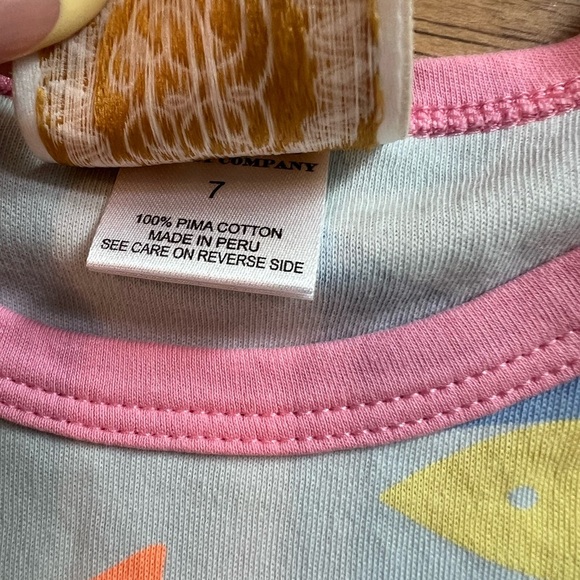 COMPANY
7
100% PIMA COTTON
MADE IN PERU
SEE CARE ON REVERSE SIDE